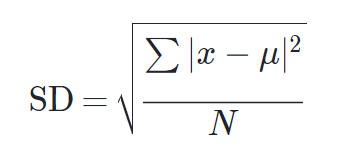 SD = √(∑|x − μ|² / N)